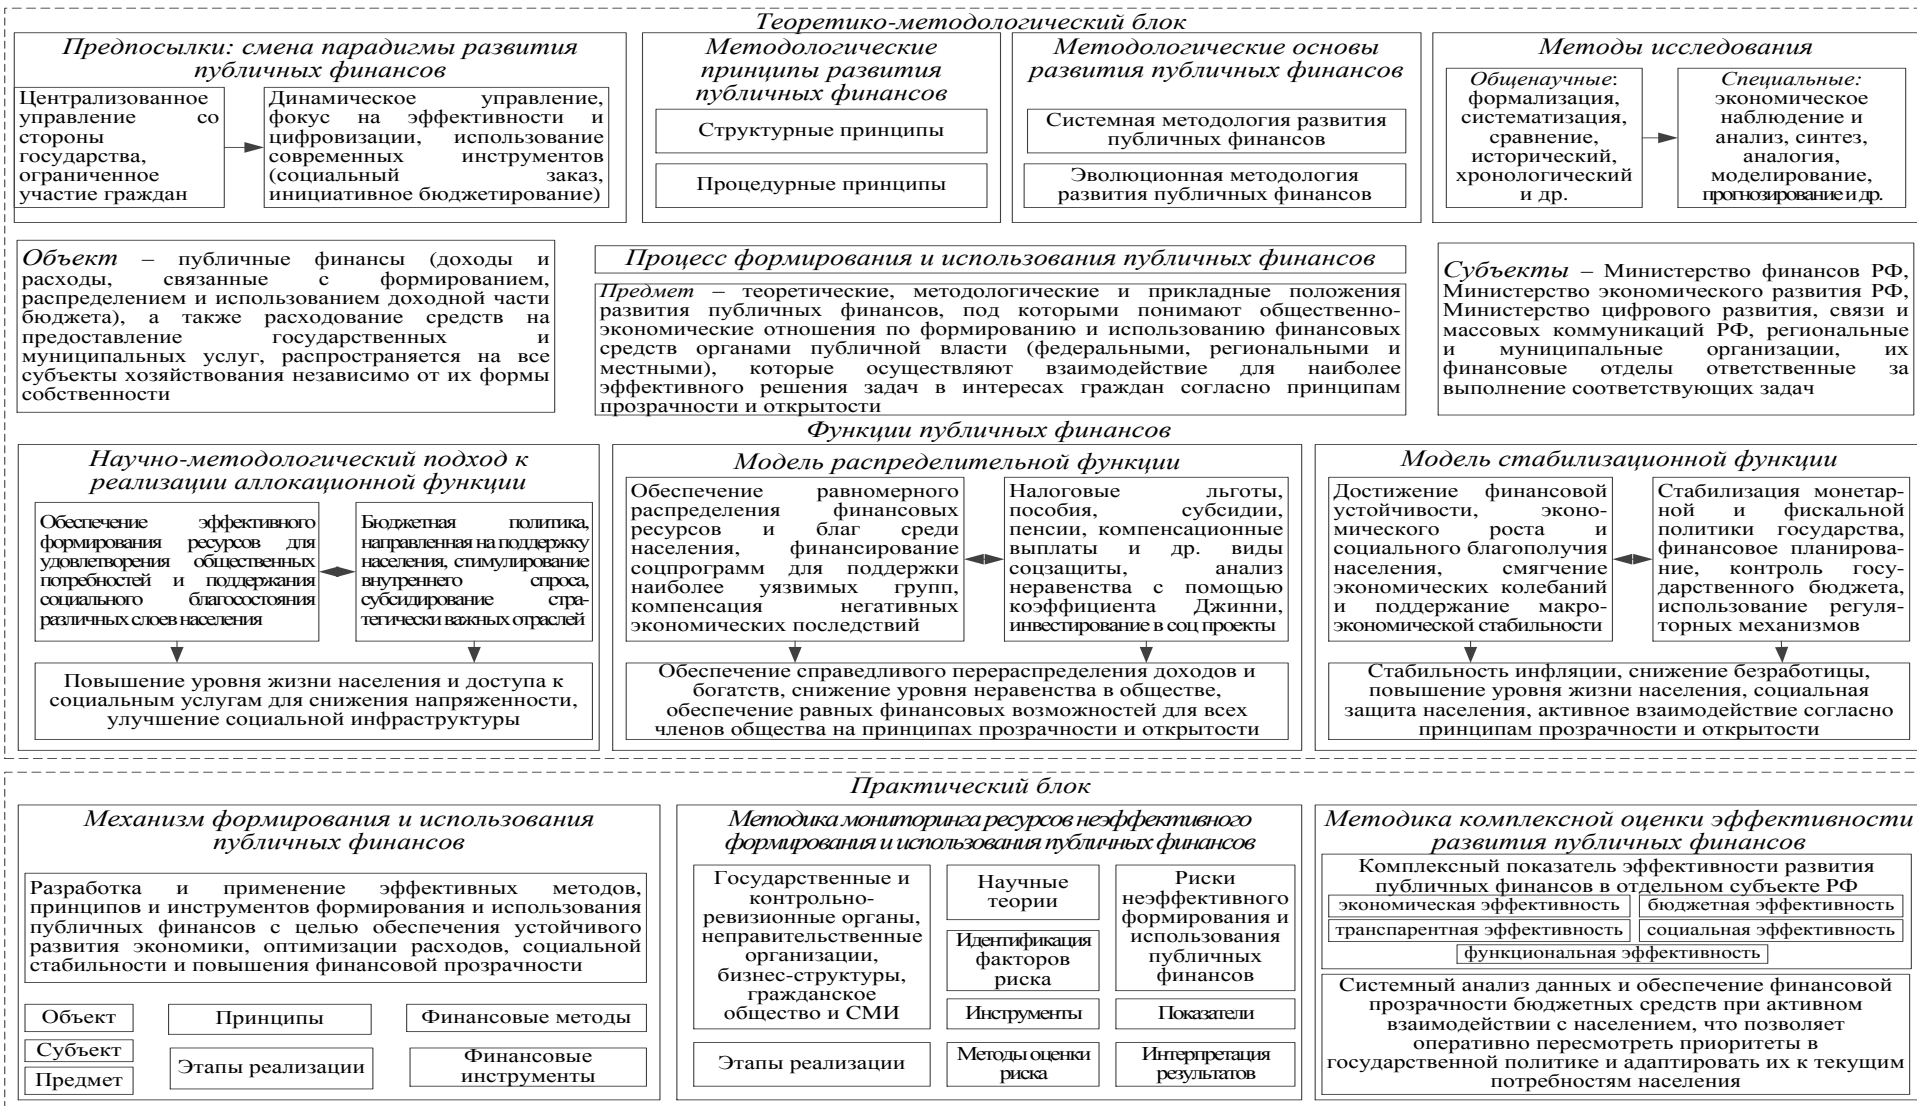 Теоретико-методологический блок
Предпосылки: смена парадигмы развития
публичных финансов
Централизованное
управление со
стороны
государства,
ограниченное
участие граждан
Динамическое управление,
фокус на эффективности и
цифровизации, использование
современных инструментов
(социальный заказ,
инициативное бюджетирование)
Методологические
принципы развития
публичных финансов
Структурные принципы
Процедурные принципы
Методологические основы
развития публичных финансов
Системная методология развития
публичных финансов
Эволюционная методология
развития публичных финансов
Методы исследования
Общенаучные:
формализация,
систематизация,
сравнение,
исторический,
хронологический
и др.
Специальные:
экономическое
наблюдение и
анализ, синтез,
аналогия,
моделирование,
прогнозирование и др.
Объект – публичные финансы (доходы и
расходы, связанные с формированием,
распределением и использованием доходной части
бюджета), а также расходование средств на
предоставление государственных и
муниципальных услуг, распространяется на все
субъекты хозяйствования независимо от их формы
собственности
Процесс формирования и использования публичных финансов
Предмет – теоретические, методологические и прикладные положения
развития публичных финансов, под которыми понимают общественно-
экономические отношения по формированию и использованию финансовых
средств органами публичной власти (федеральными, региональными и
местными), которые осуществляют взаимодействие для наиболее
эффективного решения задач в интересах граждан согласно принципам
прозрачности и открытости
Субъекты – Министерство финансов РФ,
Министерство экономического развития РФ,
Министерство цифрового развития, связи и
массовых коммуникаций РФ, региональные
и муниципальные организации, их
финансовые отделы ответственные за
выполнение соответствующих задач
Функции публичных финансов
Научно-методологический подход к
реализации аллокационной функции
Обеспечение эффективного
формирования ресурсов для
удовлетворения общественных
потребностей и поддержания
социального благосостояния
различных слоев населения
Бюджетная политика,
направленная на поддержку
населения, стимулирование
внутреннего спроса,
субсидирование стра-
тегически важных отраслей
Повышение уровня жизни населения и доступа к
социальным услугам для снижения напряженности,
улучшение социальной инфраструктуры
Модель распределительной функции
Обеспечение равномерного
распределения финансовых
ресурсов и благ среди
населения, финансирование
соцпрограмм для поддержки
наиболее уязвимых групп,
компенсация негативных
экономических последствий
Налоговые льготы,
пособия, субсидии,
пенсии, компенсационные
выплаты и др. виды
соцзащиты, анализ
неравенства с помощью
коэффициента Джинни,
инвестирование в соц проекты
Обеспечение справедливого перераспределения доходов и
богатств, снижение уровня неравенства в обществе,
обеспечение равных финансовых возможностей для всех
членов общества на принципах прозрачности и открытости
Модель стабилизационной функции
Достижение финансовой
устойчивости, эконо-
мического роста и
социального благополучия
населения, смягчение
экономических колебаний
и поддержание макро-
экономической стабильности
Стабилизация монетар-
ной и фискальной
политики государства,
финансовое планирова-
ние, контроль госу-
дарственного бюджета,
использование регуля-
торных механизмов
Стабильность инфляции, снижение безработицы,
повышение уровня жизни населения, социальная
защита населения, активное взаимодействие согласно
принципам прозрачности и открытости
Практический блок
Механизм формирования и использования
публичных финансов
Разработка и применение эффективных методов,
принципов и инструментов формирования и использования
публичных финансов с целью обеспечения устойчивого
развития экономики, оптимизации расходов, социальной
стабильности и повышения финансовой прозрачности
Объект
Субъект
Предмет
Принципы
Этапы реализации
Финансовые методы
Финансовые
инструменты
Методика мониторинга ресурсов неэффективного
формирования и использования публичных финансов
Государственные и
контрольно-
ревизионные органы,
неправительственные
организации,
бизнес-структуры,
гражданское
общество и СМИ
Этапы реализации
Научные
теории
Идентификация
факторов
риска
Инструменты
Методы оценки
риска
Риски
неэффективного
формирования и
использования
публичных
финансов
Показатели
Интерпретация
результатов
Методика комплексной оценки эффективности
развития публичных финансов
Комплексный показатель эффективности развития
публичных финансов в отдельном субъекте РФ
экономическая эффективность
бюджетная эффективность
транспарентная эффективность
социальная эффективность
функциональная эффективность
Системный анализ данных и обеспечение финансовой
прозрачности бюджетных средств при активном
взаимодействии с населением, что позволяет
оперативно пересмотреть приоритеты в
государственной политике и адаптировать их к текущим
потребностям населения